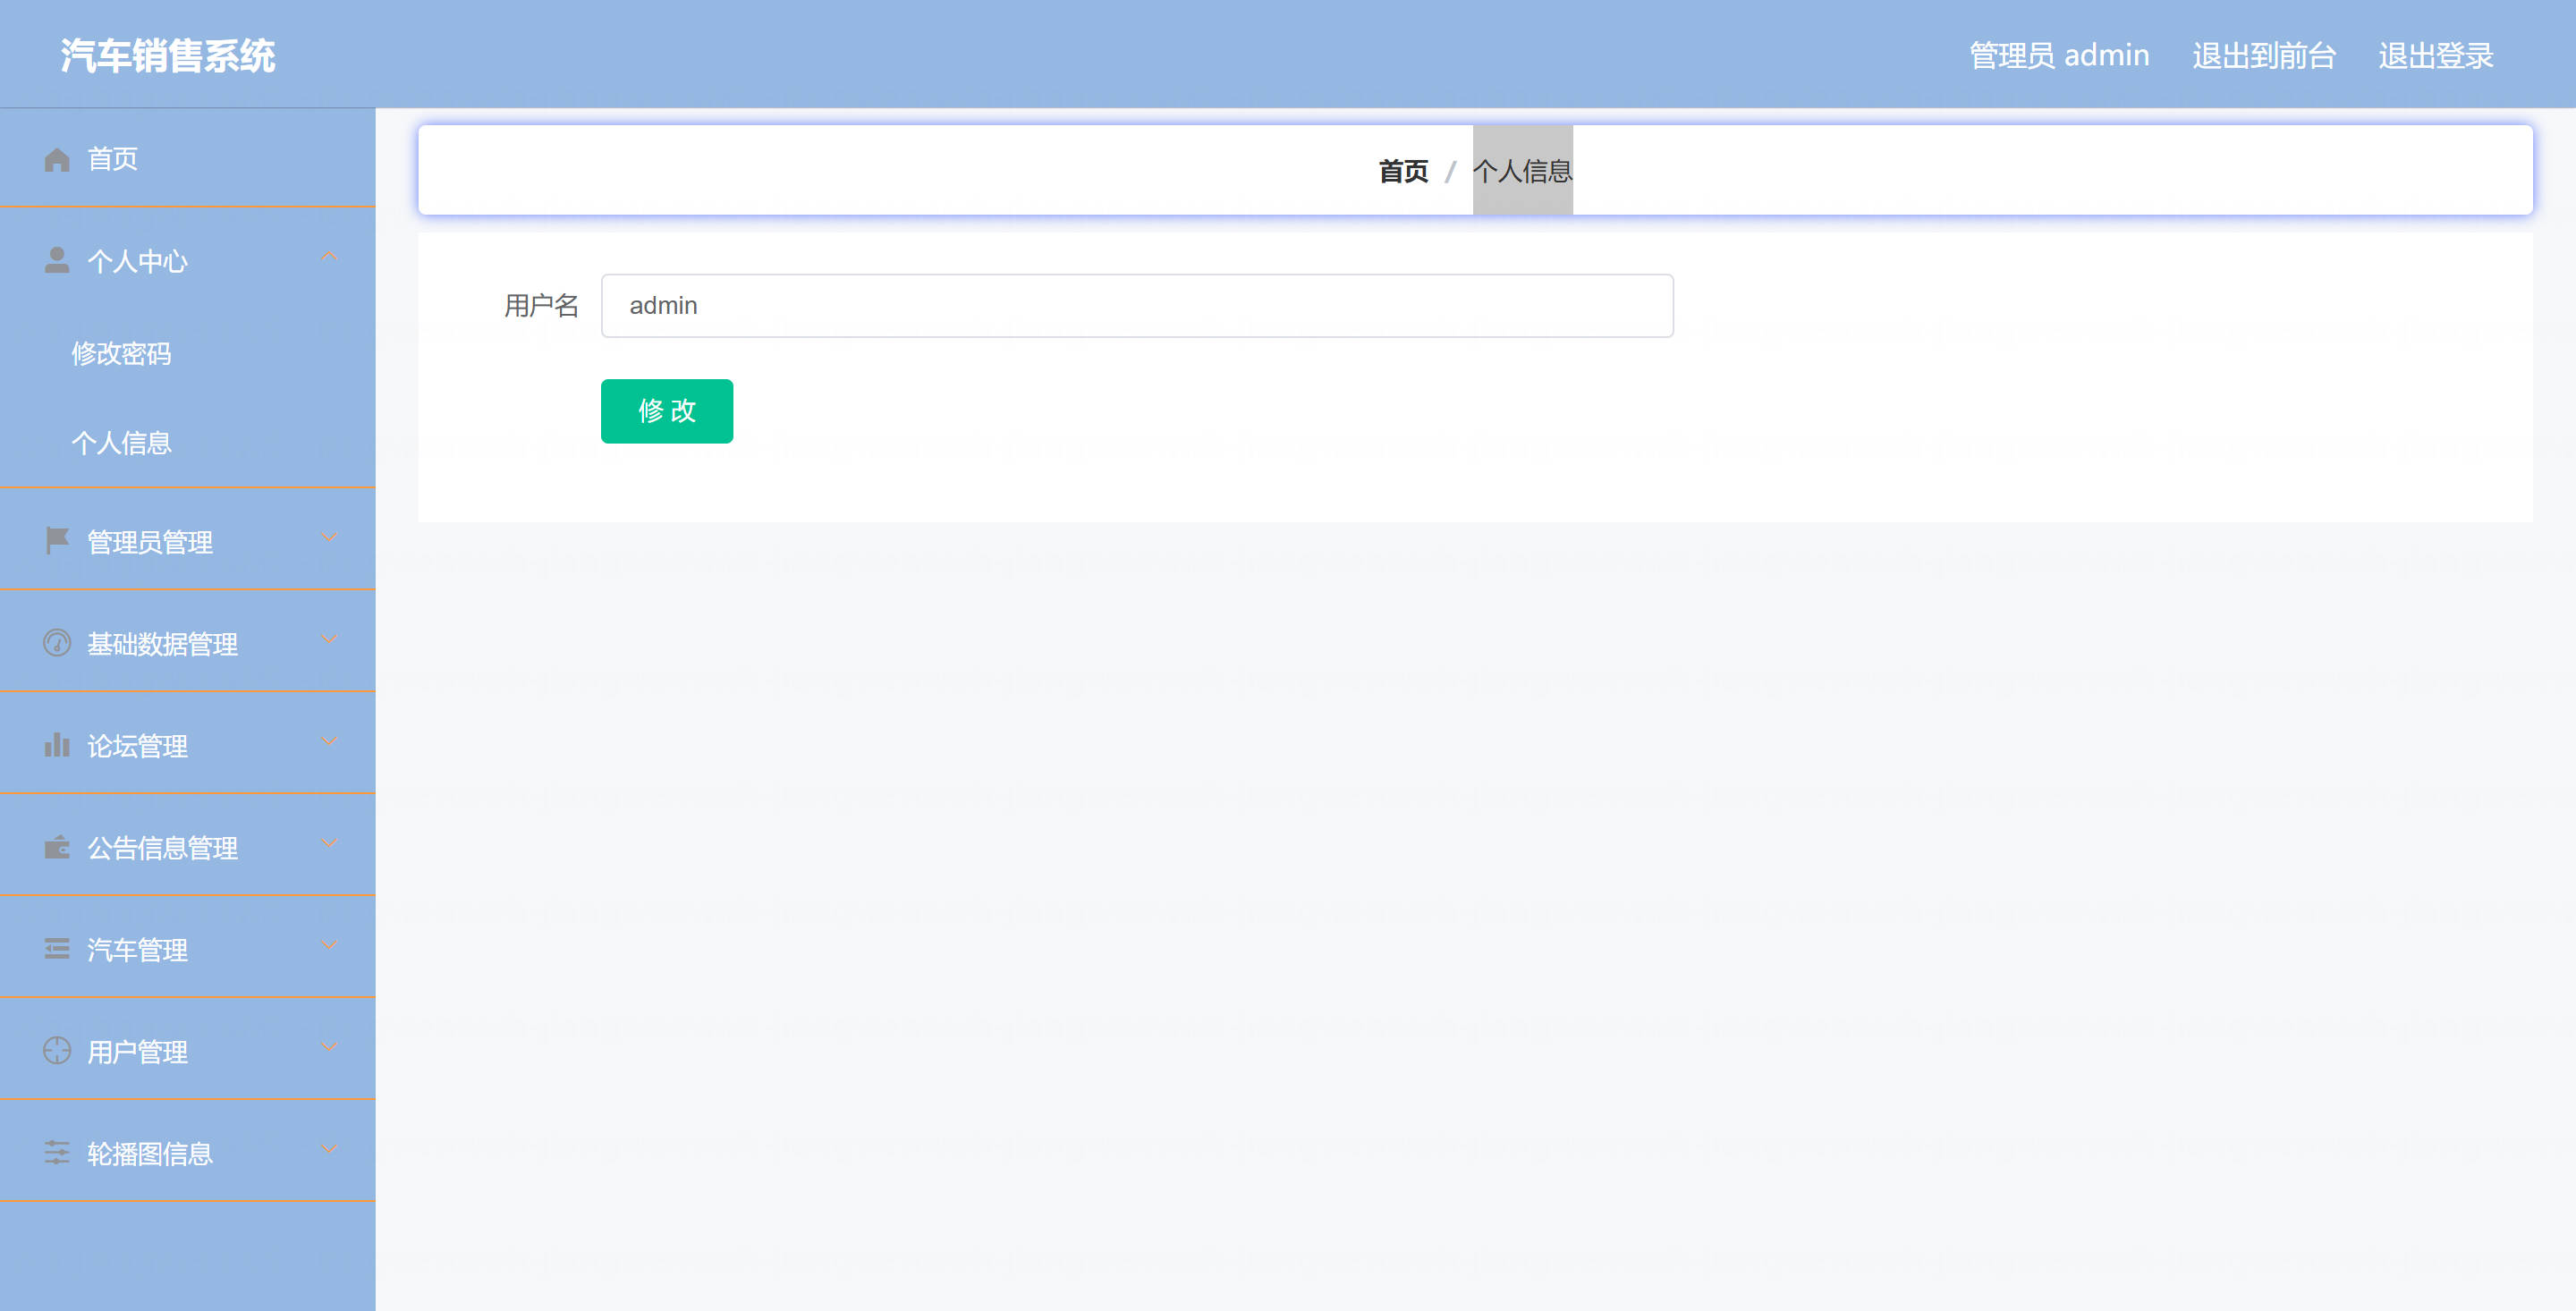 汽车销售系统
管理员 admin 退出到前台 退出登录
首页
个人中心
修改密码
个人信息
管理员管理
基础数据管理
论坛管理
公告信息管理
汽车管理
用户管理
轮播图信息
首页 / 个人信息
用户名 admin
修 改